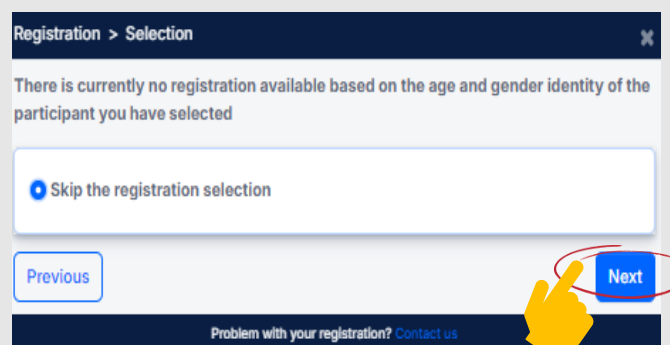 Registration > Selection
×
There is currently no registration available based on the age and gender identity of the
participant you have selected
Skip the registration selection
Previous
Next
Problem with your registration? Contact us